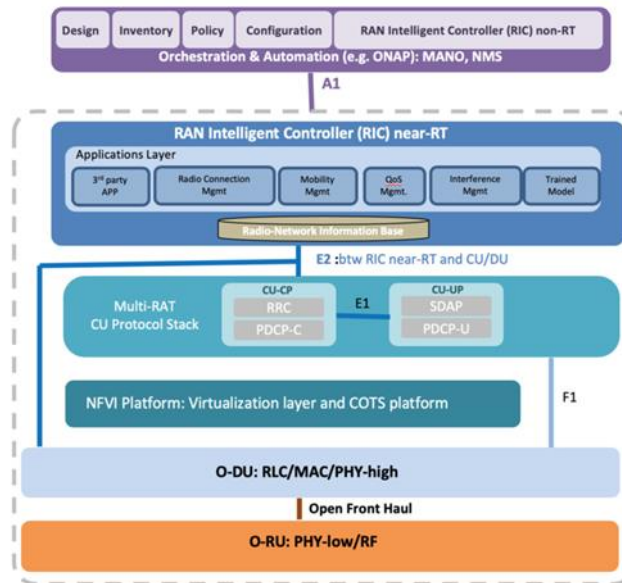 Design
Inventory
Policy
Configuration
RAN Intelligent Controller (RIC) non-RT
Orchestration & Automation (e.g. ONAP): MANO, NMS
A1
RAN Intelligent Controller (RIC) near-RT
Applications Layer
3rd party
APP
Radio Connection
Mgmt
Mobility
Mgmt
QoS
Mgmt.
Interference
Mgmt
Trained
Model
Radio-Network Information Base
E2 :btw RIC near-RT and CU/DU
Multi-RAT
CU Protocol Stack
CU-CP
RRC
PDCP-C
E1
CU-UP
SDAP
PDCP-U
NFVI Platform: Virtualization layer and COTS platform
F1
O-DU: RLC/MAC/PHY-high
Open Front Haul
O-RU: PHY-low/RF